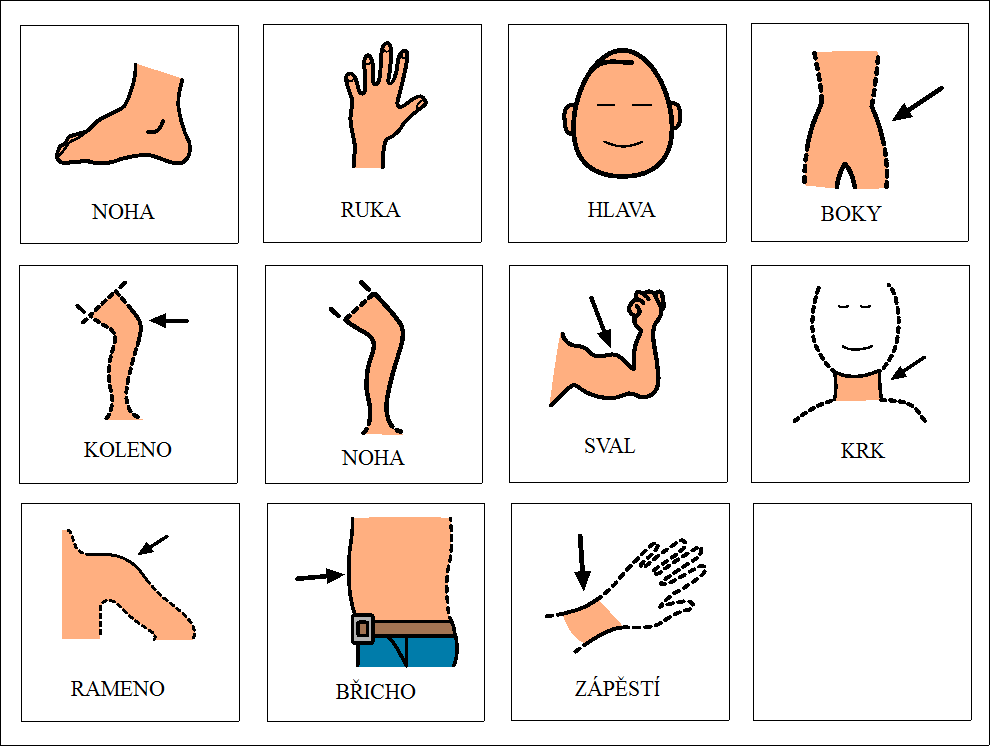 NOHA
RUKA
HLAVA
BOKY
KOLENO
NOHA
SVAL
KRK
RAMENO
BŘICHO
ZÁPĚSTÍ